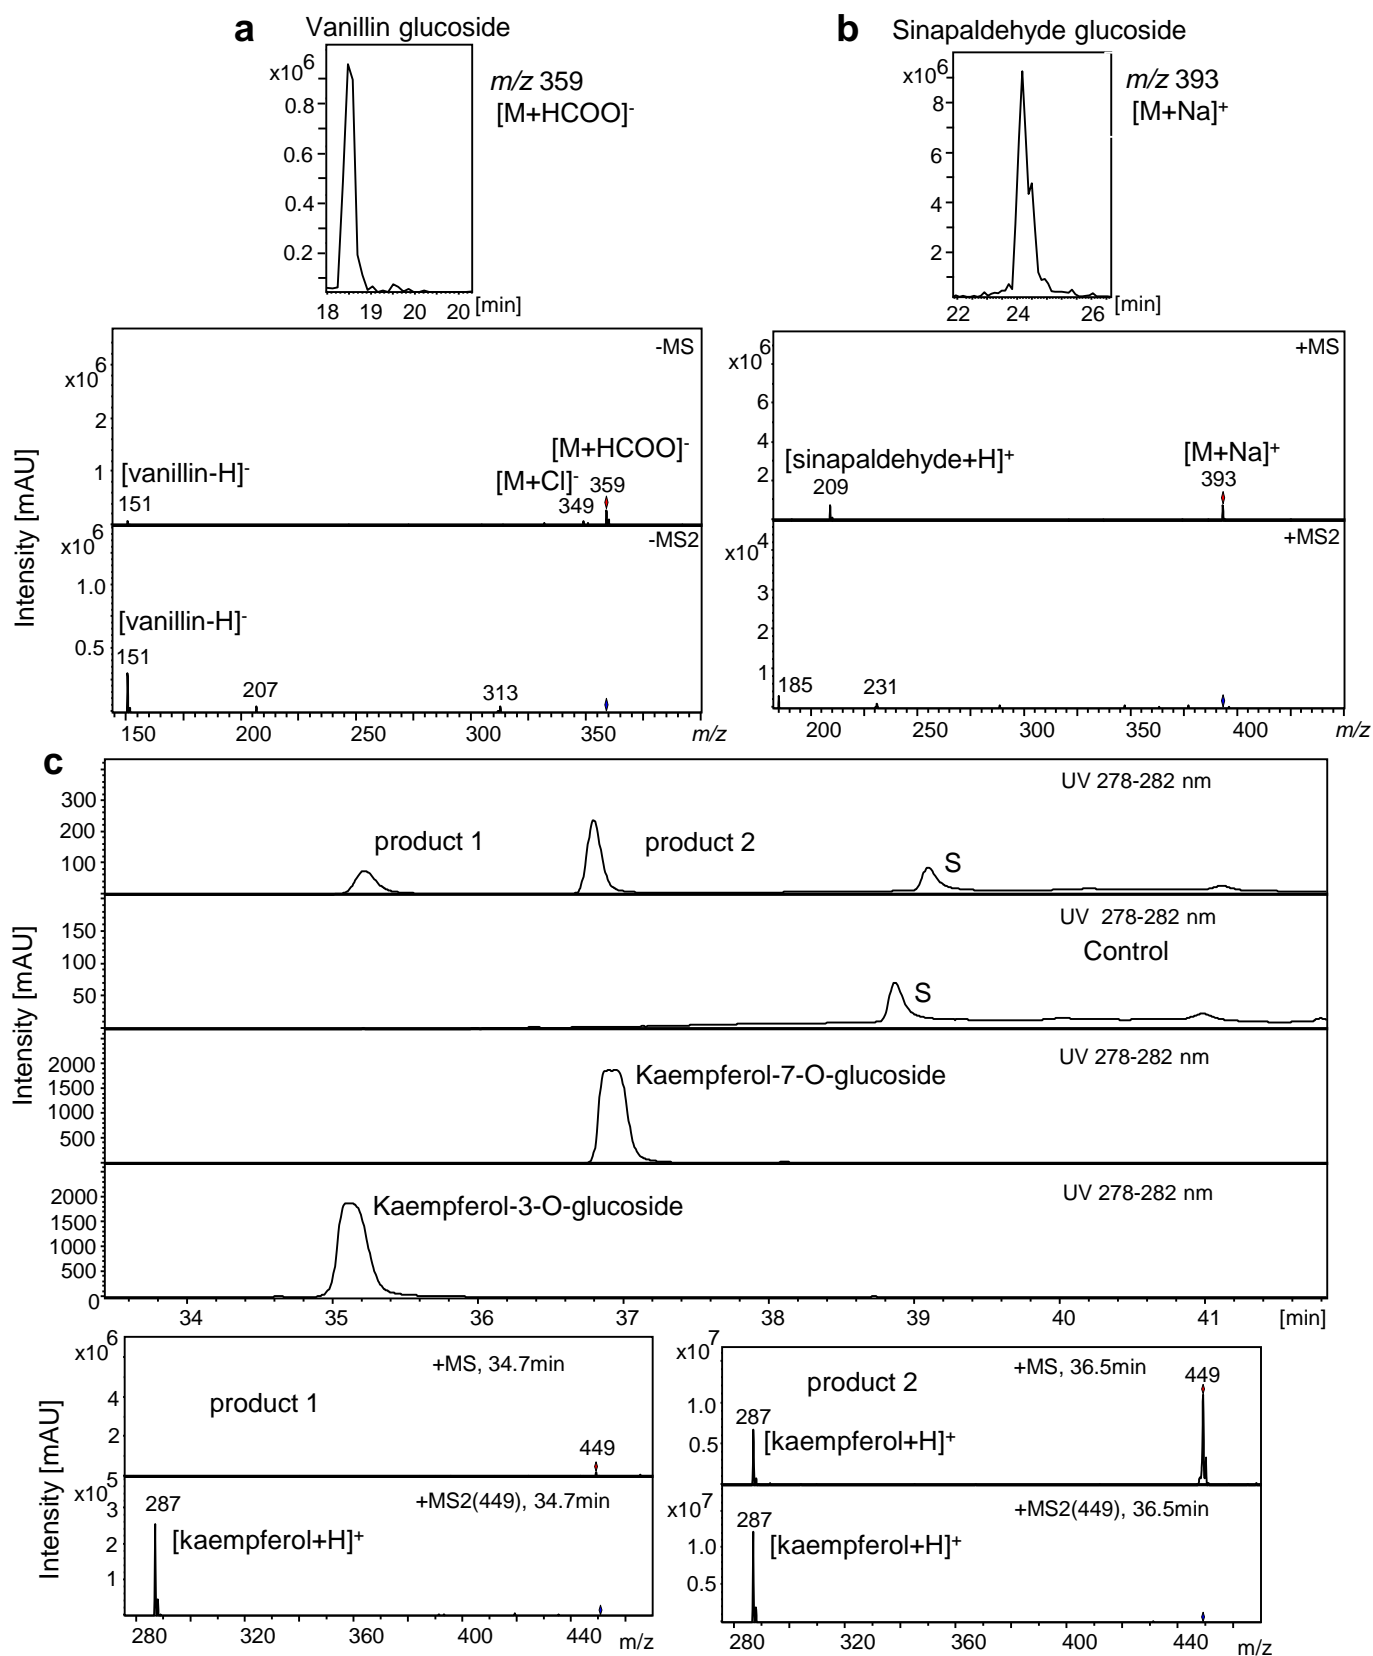 a Vanillin glucoside
x10^6
0.8
0.6
0.4
0.2
18 19 20 20 [min]
m/z 359
[M+HCOO]-
b Sinapaldehyde glucoside
x10^6
8
6
4
2
22 24 26 [min]
m/z 393
[M+Na]+
Intensity [mAU]
-MS
x10^6
2
1
[vanillin-H]-
151
[M+HCOO]-
[M+Cl]- 359
349
-MS2
x10^6
1.0
0.5
[vanillin-H]-
151
207
313
150 200 250 300 350 m/z
+MS
x10^6
6
4
2
[sinapaldehyde+H]+
209
[M+Na]+
393
+MS2
x10^4
3
2
1
185
231
200 250 300 350 400 m/z
c
Intensity [mAU]
UV 278-282 nm
300
200
100
product 1
product 2
S
UV 278-282 nm
Control
150
100
50
S
UV 278-282 nm
2000
1500
1000
500
Kaempferol-7-O-glucoside
UV 278-282 nm
2000
1500
1000
500
0
Kaempferol-3-O-glucoside
34 35 36 37 38 39 40 41 [min]
Intensity [mAU]
x10^6
+MS, 34.7min
product 1
4
2
449
x10^5
+MS2(449), 34.7min
3
2
1
287
[kaempferol+H]+
280 320 360 400 440 m/z
x10^7
+MS, 36.5min
product 2
449
1.0
0.5
287
[kaempferol+H]+
x10^7
+MS2(449), 36.5min
1.0
0.5
287
[kaempferol+H]+
280 320 360 400 440 m/z